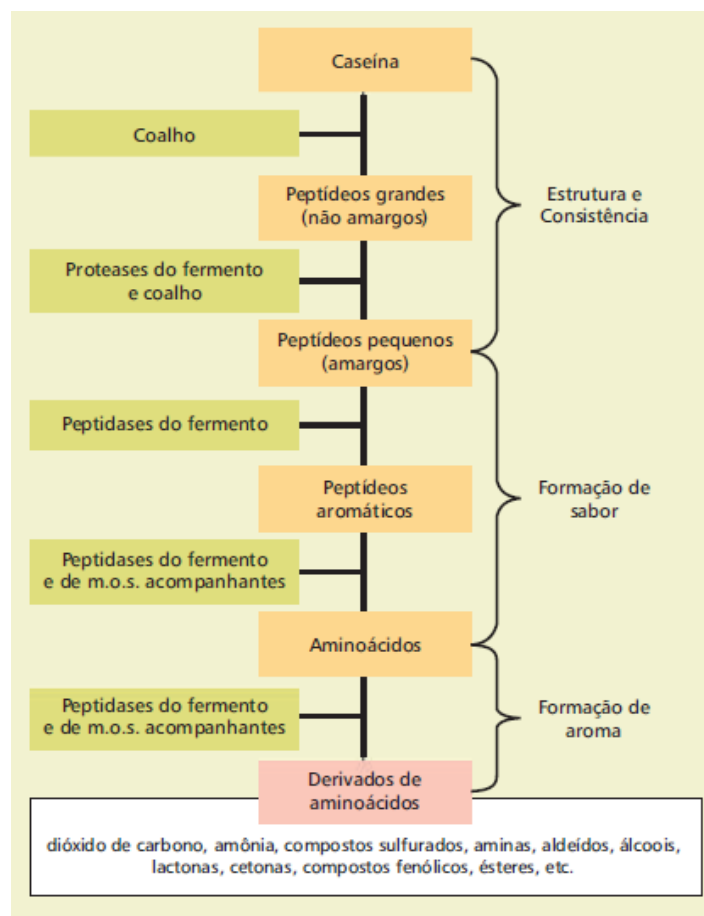 Caseína
Coalho
Peptídeos grandes
(não amargos)
Estrutura e
Consistência
Proteases do fermento
e coalho
Peptídeos pequenos
(amargos)
Peptidases do fermento
Peptídeos
aromáticos
Formação de
sabor
Peptidases do fermento
e de m.o.s. acompanhantes
Aminoácidos
Peptidases do fermento
e de m.o.s. acompanhantes
Formação de
aroma
Derivados de
aminoácidos
dióxido de carbono, amônia, compostos sulfurados, aminas, aldeídos, álcoois,
lactonas, cetonas, compostos fenólicos, ésteres, etc.